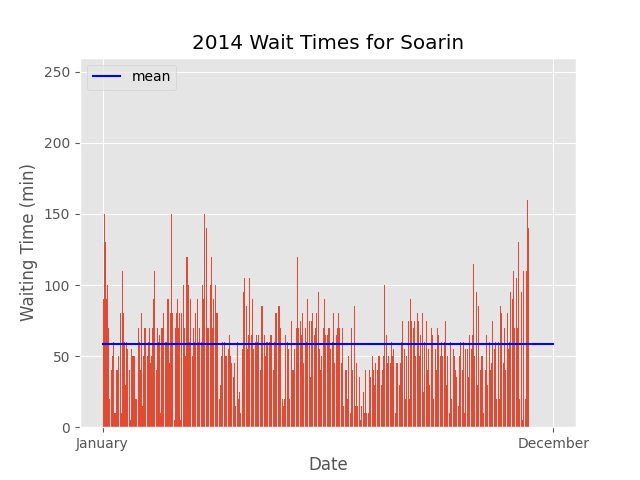 2014 Wait Times for Soarin
mean
250
200
150
100
50
0
Waiting Time (min)
January
December
Date